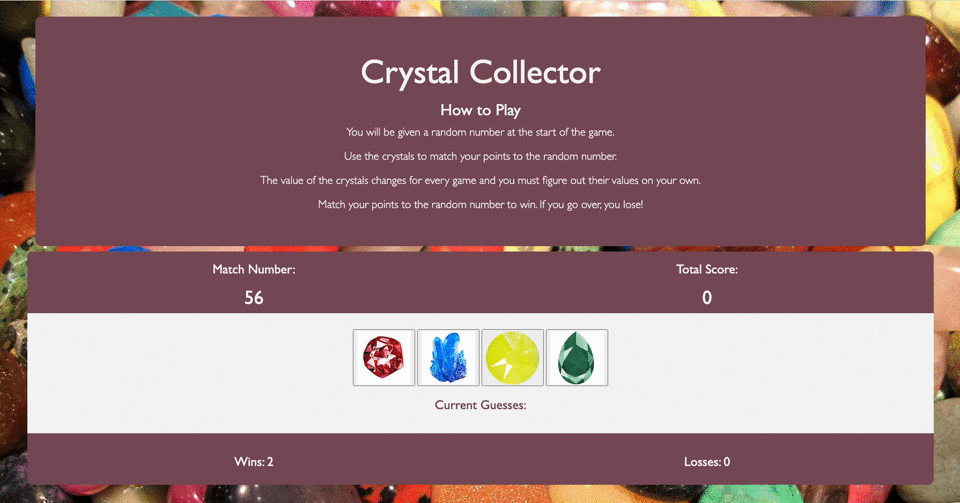 Crystal Collector
How to Play
You will be given a random number at the start of the game.
Use the crystals to match your points to the random number.
The value of the crystals changes for every game and you must figure out their values on your own.
Match your points to the random number to win. If you go over, you lose!
Match Number:
56
Total Score:
0
Current Guesses:
Wins: 2
Losses: 0